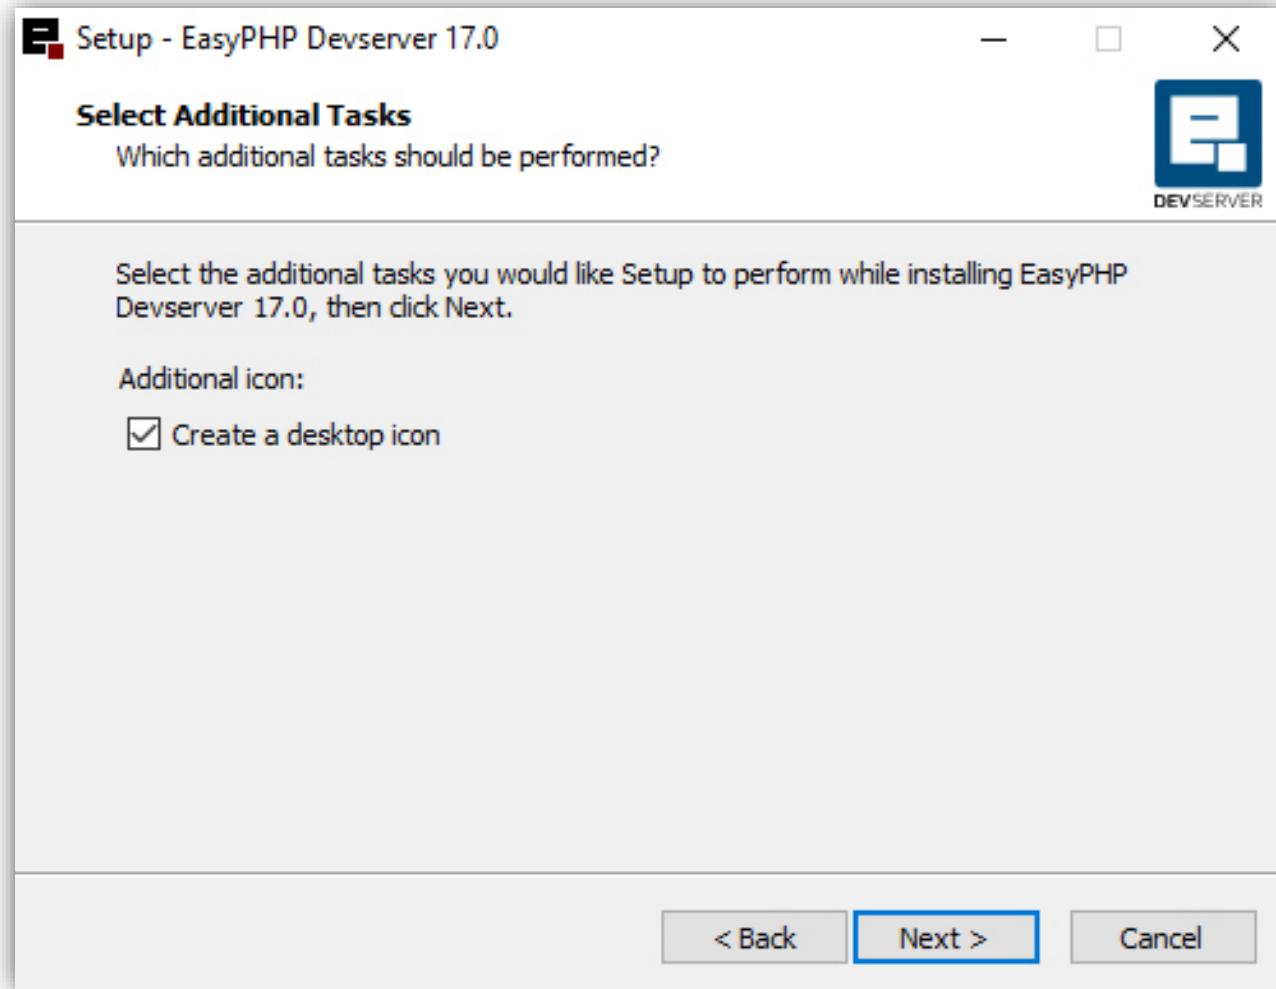 Setup - EasyPHP Devserver 17.0
Select Additional Tasks
Which additional tasks should be performed?
DEVSERVER
Select the additional tasks you would like Setup to perform while installing EasyPHP
Devserver 17.0, then click Next.
Additional icon:
Create a desktop icon
< Back
Next >
Cancel